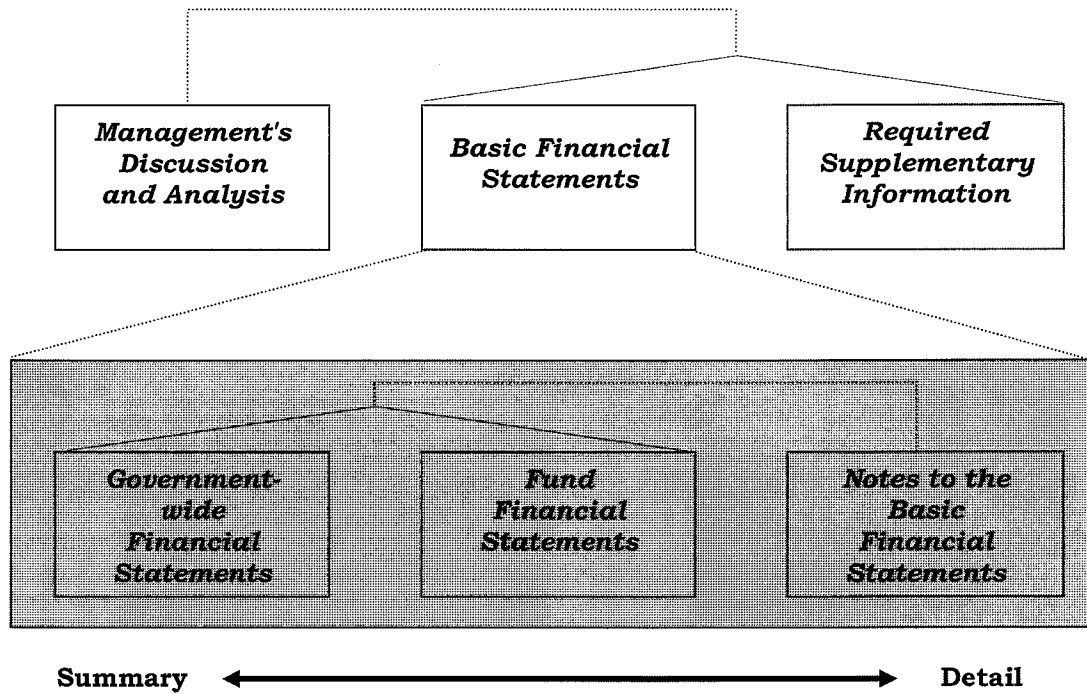 Management's
Discussion
and Analysis
Basic Financial
Statements
Required
Supplementary
Information
Government-
wide
Financial
Statements
Fund
Financial
Statements
Notes to the
Basic
Financial
Statements
Summary
Detail